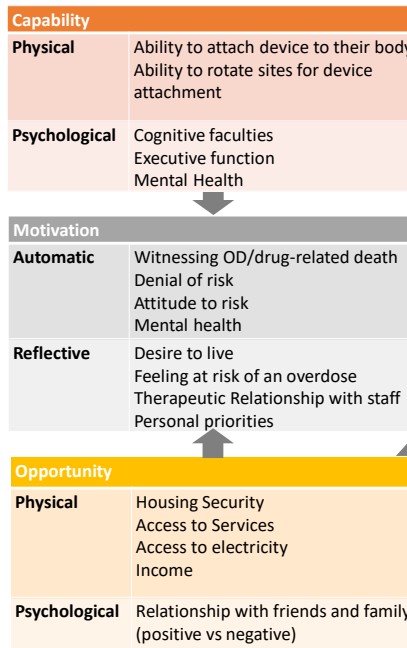 Capability
Physical Ability to attach device to their body
Ability to rotate sites for device
attachment
Psychological Cognitive faculties
Executive function
Mental Health
Motivation
Automatic Witnessing OD/drug-related death
Denial of risk
Attitude to risk
Mental health
Reflective Desire to live
Feeling at risk of an overdose
Therapeutic Relationship with staff
Personal priorities
Opportunity
Physical Housing Security
Access to Services
Access to electricity
Income
Psychological Relationship with friends and family
(positive vs negative)